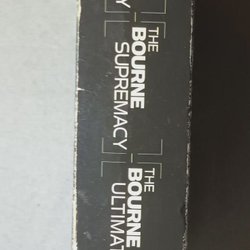 Y
THE
BOURNE
SUPREMACY
THE
BOURNE
ULTIMAT